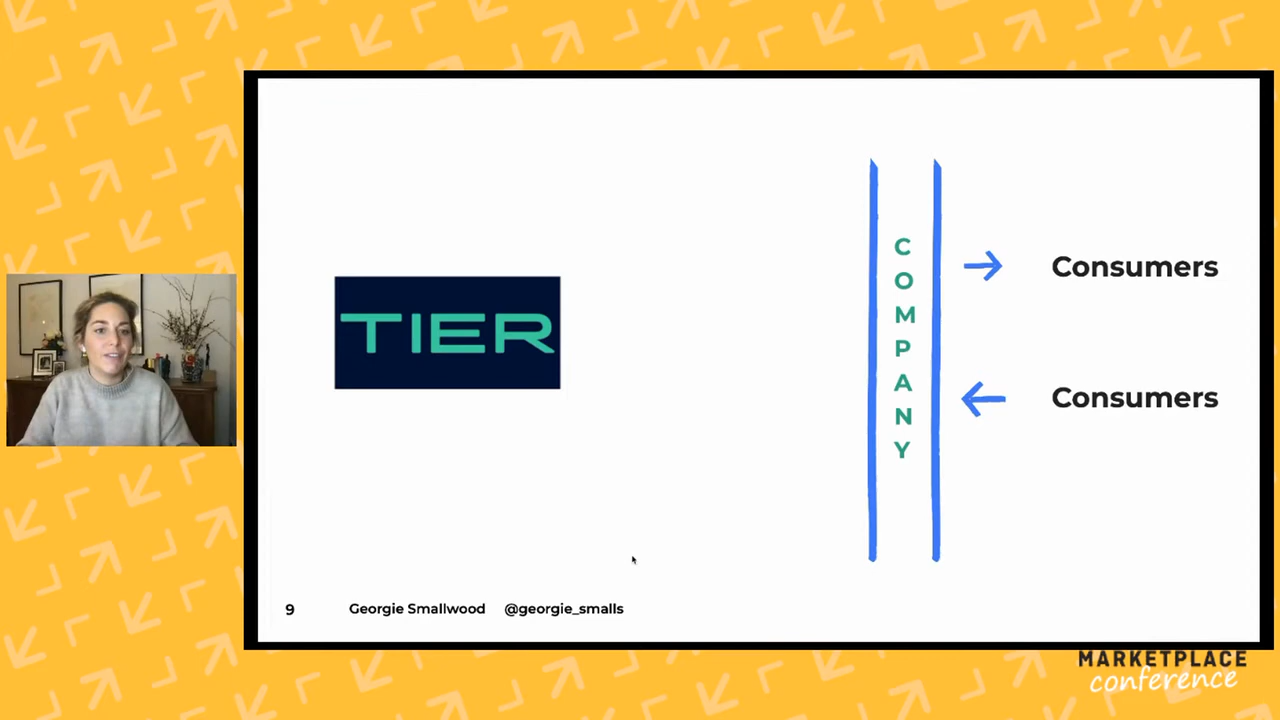 TIER
C
O
M
P
A
N
Y
Consumers
Consumers
9 Georgie Smallwood @georgie_smalls
MARKETPLACE
conference